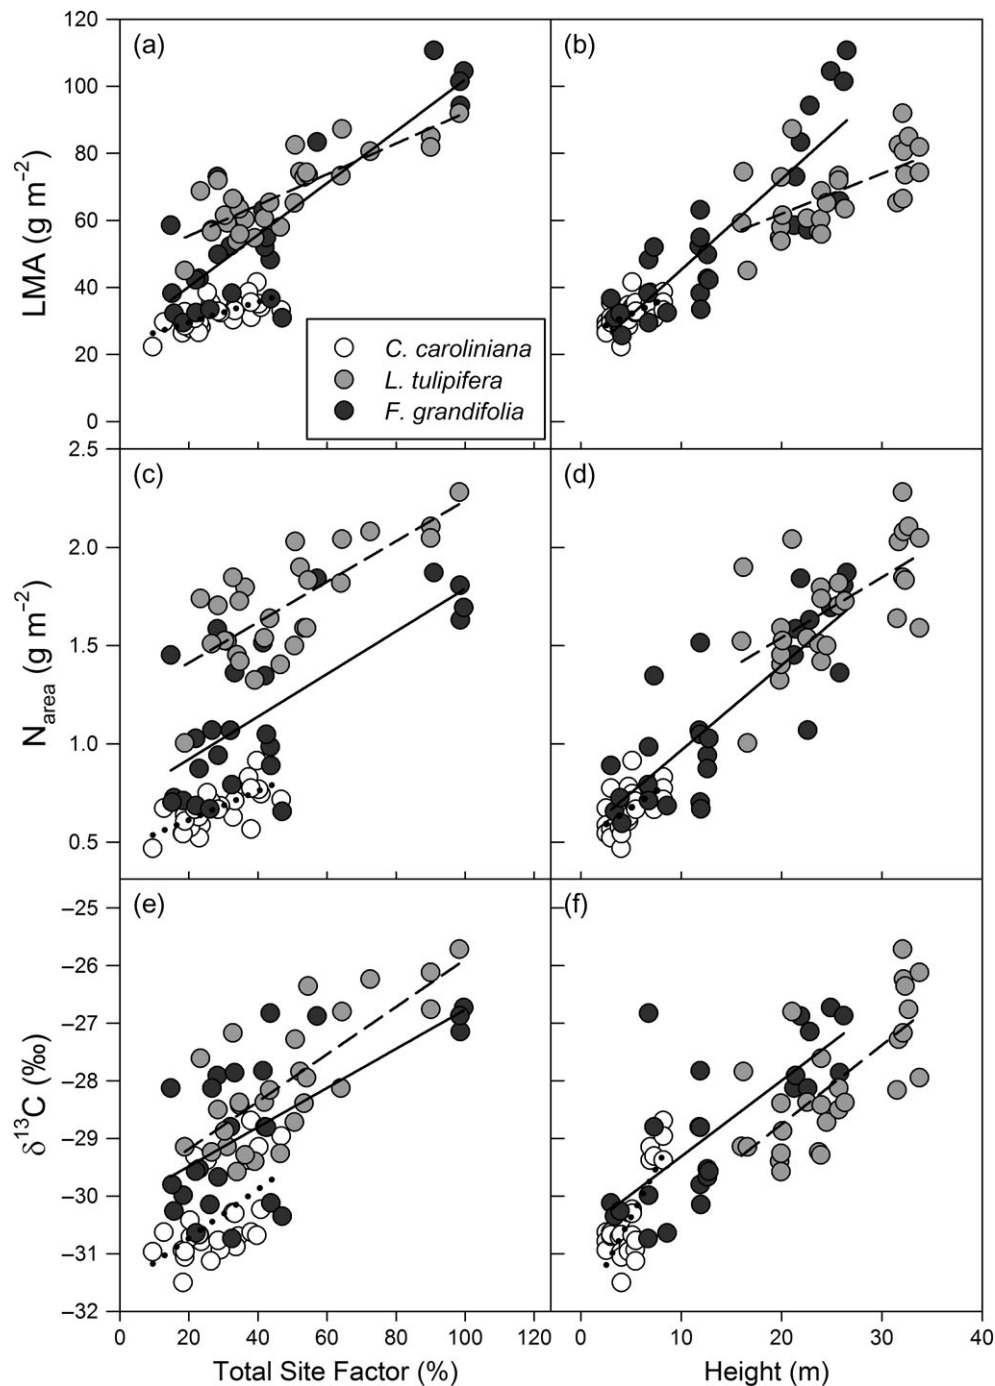 120
100
80
60
40
20
0
LMA (g m⁻²)
(a)
(b)
C. caroliniana
L. tulipifera
F. grandifolia
2.5
2.0
1.5
1.0
0.5
N_area (g m⁻²)
(c)
(d)
–25
–26
–27
–28
–29
–30
–31
–32
δ¹³C (‰)
(e)
(f)
0 20 40 60 80 100 120 0 10 20 30 40
Total Site Factor (%) Height (m)